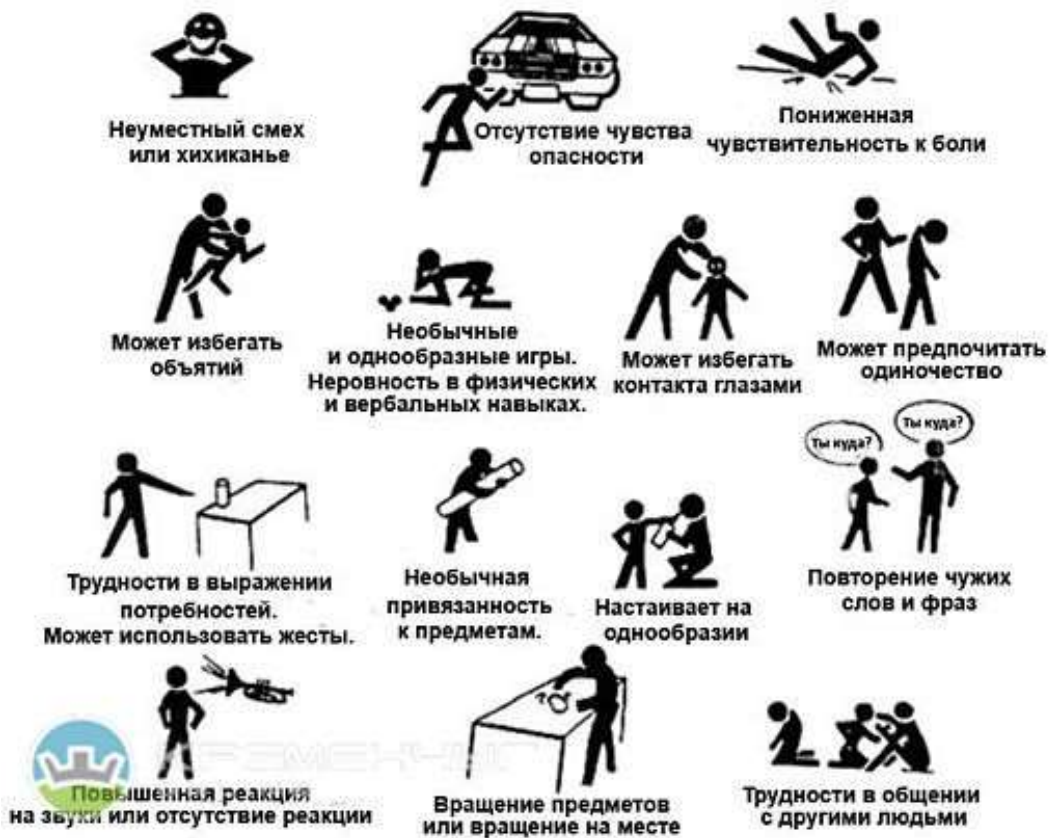 Неуместный смех
или хихиканье
Отсутствие чувства
опасности
Пониженная
чувствительность к боли
Может избегать
объятий
Необычные
и однообразные игры.
Неровность в физических
и вербальных навыках.
Может избегать
контакта глазами
Может предпочитать
одиночество
Трудности в выражении
потребностей.
Может использовать жесты.
Необычная
привязанность
к предметам.
Настаивает на
однообразии
Ты куда?
Ты куда?
Повторение чужих
слов и фраз
КРЕМЕНЧУГ
Повышенная реакция
на звуки или отсутствие реакции
Вращение предметов
или вращение на месте
Трудности в общении
с другими людьми